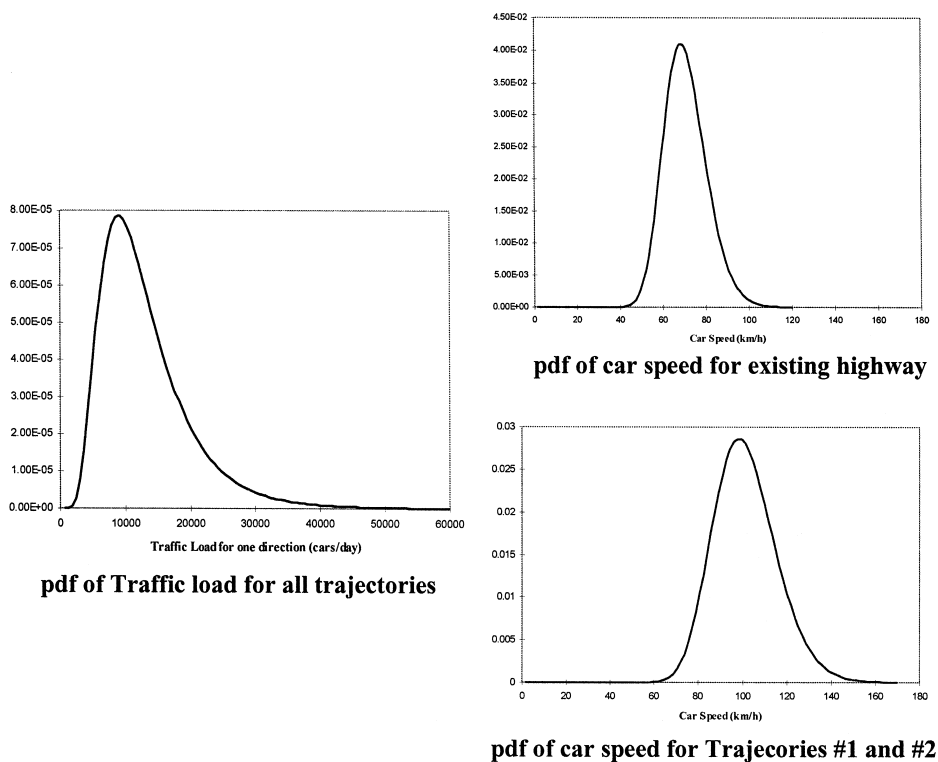 8.00E-05
7.00E-05
6.00E-05
5.00E-05
4.00E-05
3.00E-05
2.00E-05
1.00E-05
0.00E+00
0 10000 20000 30000 40000 50000 60000
Traffic Load for one direction (cars/day)
pdf of Traffic load for all trajectories
4.50E-02
4.00E-02
3.50E-02
3.00E-02
2.50E-02
2.00E-02
1.50E-02
1.00E-02
5.00E-03
0.00E+00
0 20 40 60 80 100 120 140 160 180
Car Speed (km/h)
pdf of car speed for existing highway
0.03
0.025
0.02
0.015
0.01
0.005
0
0 20 40 60 80 100 120 140 160 180
Car Speed (km/h)
pdf of car speed for Trajecories #1 and #2